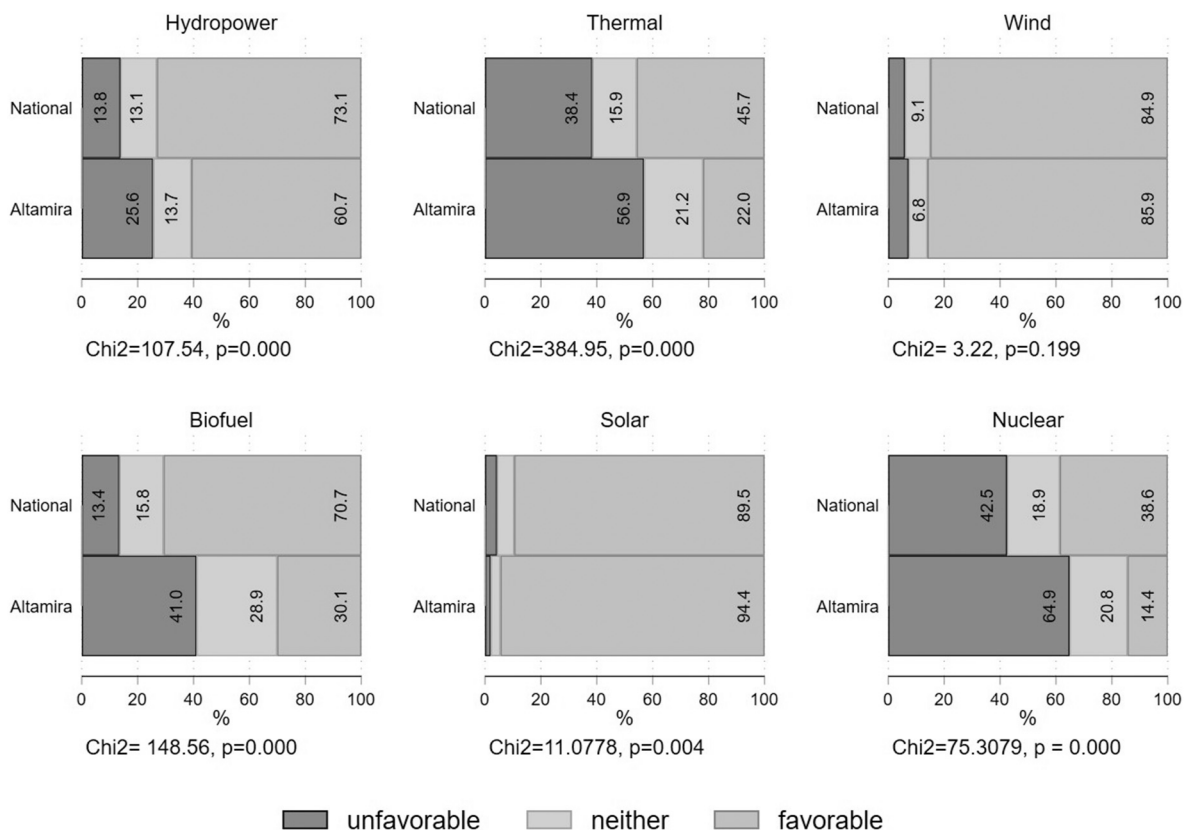 Hydropower
National
13.8
13.1
73.1
Altamira
25.6
13.7
60.7
0 20 40 60 80 100
%
Chi2=107.54, p=0.000
Thermal
National
38.4
15.9
45.7
Altamira
56.9
21.2
22.0
0 20 40 60 80 100
%
Chi2=384.95, p=0.000
Wind
National
9.1
84.9
Altamira
6.8
85.9
0 20 40 60 80 100
%
Chi2= 3.22, p=0.199
Biofuel
National
13.4
15.8
70.7
Altamira
41.0
28.9
30.1
0 20 40 60 80 100
%
Chi2= 148.56, p=0.000
Solar
National
89.5
Altamira
94.4
0 20 40 60 80 100
%
Chi2=11.0778, p=0.004
Nuclear
National
42.5
18.9
38.6
Altamira
64.9
20.8
14.4
0 20 40 60 80 100
%
Chi2=75.3079, p = 0.000
unfavorable neither favorable